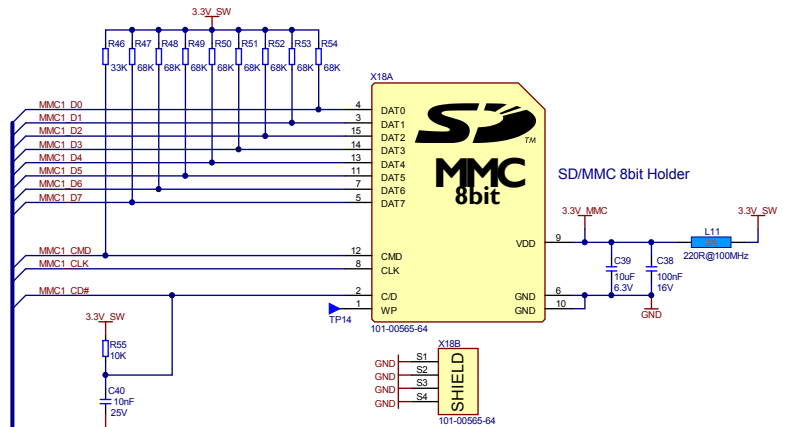 3.3V_SW
R46 R47 R48 R49 R50 R51 R52 R53 R54
33K 68K 68K 68K 68K 68K 68K 68K 68K
X18A
MMC1_D0 4 DAT0
MMC1_D1 3 DAT1
MMC1_D2 15 DAT2
MMC1_D3 14 DAT3
MMC1_D4 13 DAT4
MMC1_D5 11 DAT5
MMC1_D6 7 DAT6
MMC1_D7 5 DAT7
SD TM
MMC
8bit
SD/MMC 8bit Holder
3.3V_MMC 3.3V_SW
L11
VDD 9
220R@100MHz
MMC1_CMD 12 CMD
MMC1_CLK 8 CLK
C39
10uF
6.3V
C38
100nF
16V
MMC1_CD# 2 C/D
1 WP
TP14
GND 6
GND 10
GND
101-00565-64
3.3V_SW
R55
10K
C40
10nF
25V
X18B
GND S1
GND S2
GND S3
GND S4
SHIELD
101-00565-64